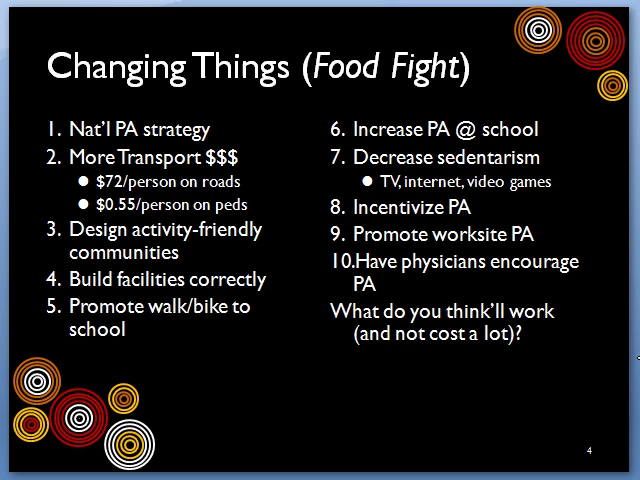 Changing Things (Food Fight)
1. Nat'l PA strategy
2. More Transport $$$
● $72/person on roads
● $0.55/person on peds
3. Design activity-friendly
communities
4. Build facilities correctly
5. Promote walk/bike to
school
6. Increase PA @ school
7. Decrease sedentarism
● TV, internet, video games
8. Incentivize PA
9. Promote worksite PA
10.Have physicians encourage
PA
What do you think'll work
(and not cost a lot)?
4